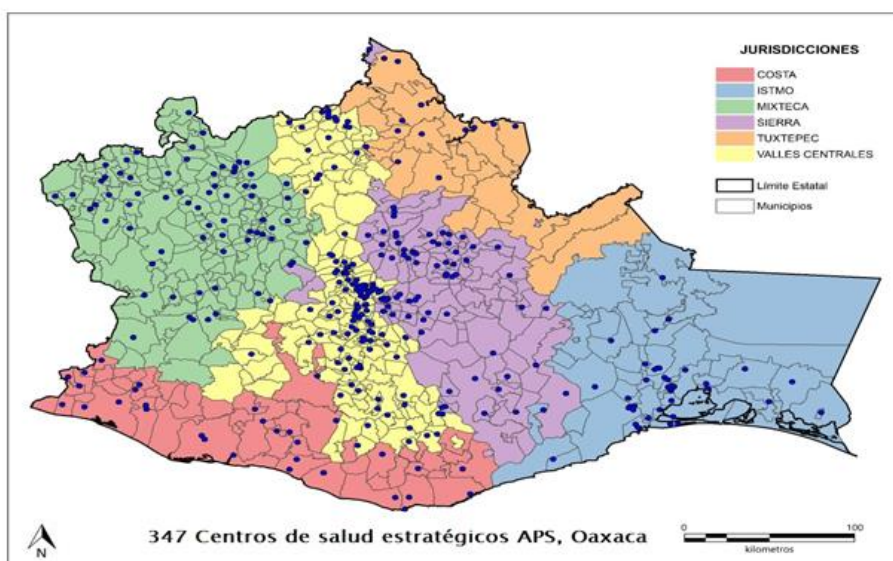 JURISDICCIONES
COSTA
ISTMO
MIXTECA
SIERRA
TUXTEPEC
VALLES CENTRALES
Límite Estatal
Municipios
347 Centros de salud estratégicos APS, Oaxaca
N
0 100
kilometros